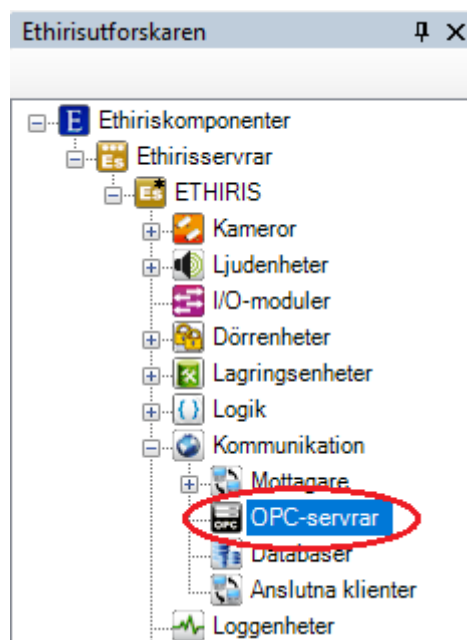 Ethirisutforskaren
Ethiriskomponenter
Ethirisservrar
ETHIRIS
Kameror
Ljudenheter
I/O-moduler
Dörrenheter
Lagringsenheter
Logik
Kommunikation
Mottagare
OPC-servrar
Databaser
Anslutna klienter
Loggenheter